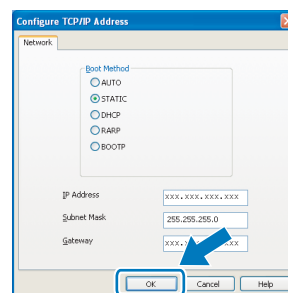 Configure TCP/IP Address
Network
Boot Method
AUTO
STATIC
DHCP
RARP
BOOTP
IP Address xxx.xxx.xxx.xxx
Subnet Mask 255.255.255.0
Gateway xxx.
OK Cancel Help